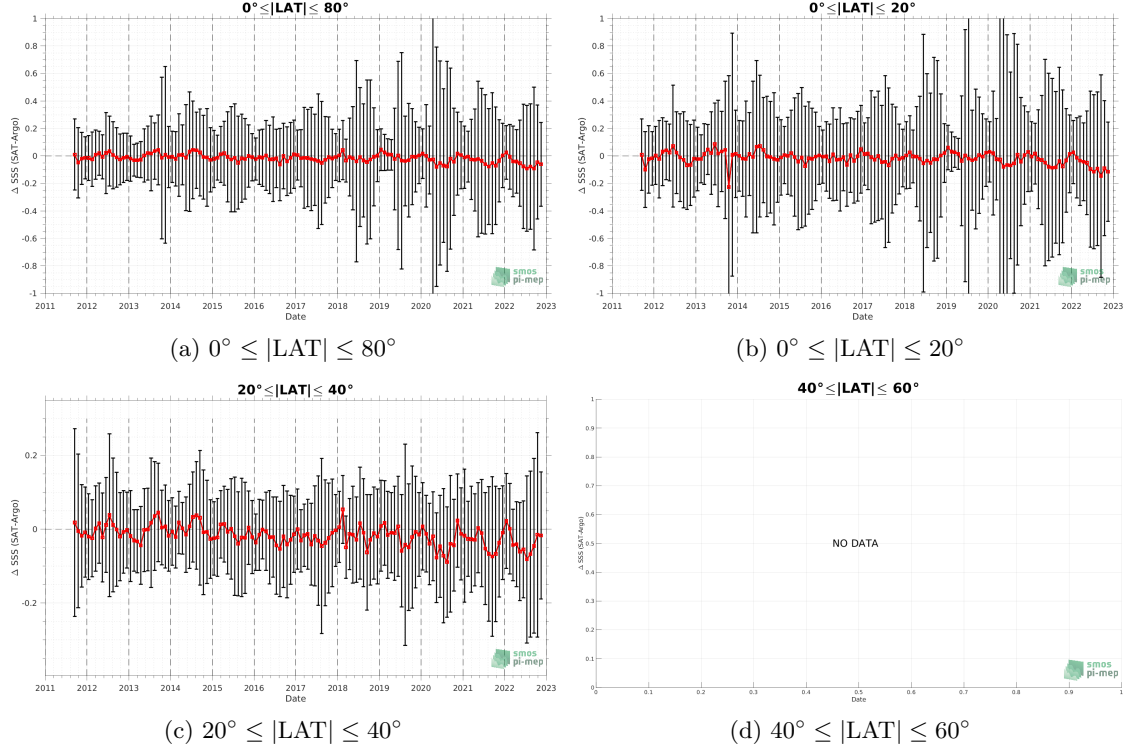 0°≤|LAT|≤ 80°
1
0.8
0.6
0.4
0.2
0
-0.2
-0.4
-0.6
-0.8
-1
Δ SSS (SAT-Argo)
2011 2012 2013 2014 2015 2016 2017 2018 2019 2020 2021 2022 2023
Date
smos
pi-mep
(a) 0° ≤ |LAT| ≤ 80°
0°≤|LAT|≤ 20°
1
0.8
0.6
0.4
0.2
0
-0.2
-0.4
-0.6
-0.8
-1
Δ SSS (SAT-Argo)
2011 2012 2013 2014 2015 2016 2017 2018 2019 2020 2021 2022 2023
Date
smos
pi-mep
(b) 0° ≤ |LAT| ≤ 20°
20°≤|LAT|≤ 40°
0.2
0
-0.2
Δ SSS (SAT-Argo)
2011 2012 2013 2014 2015 2016 2017 2018 2019 2020 2021 2022 2023
Date
smos
pi-mep
(c) 20° ≤ |LAT| ≤ 40°
40°≤|LAT|≤ 60°
1
0.9
0.8
0.7
0.6
0.5
0.4
0.3
0.2
0.1
0
Δ SSS (SAT-Argo)
NO DATA
0 0.1 0.2 0.3 0.4 0.5 0.6 0.7 0.8 0.9 1
Date
smos
pi-mep
(d) 40° ≤ |LAT| ≤ 60°